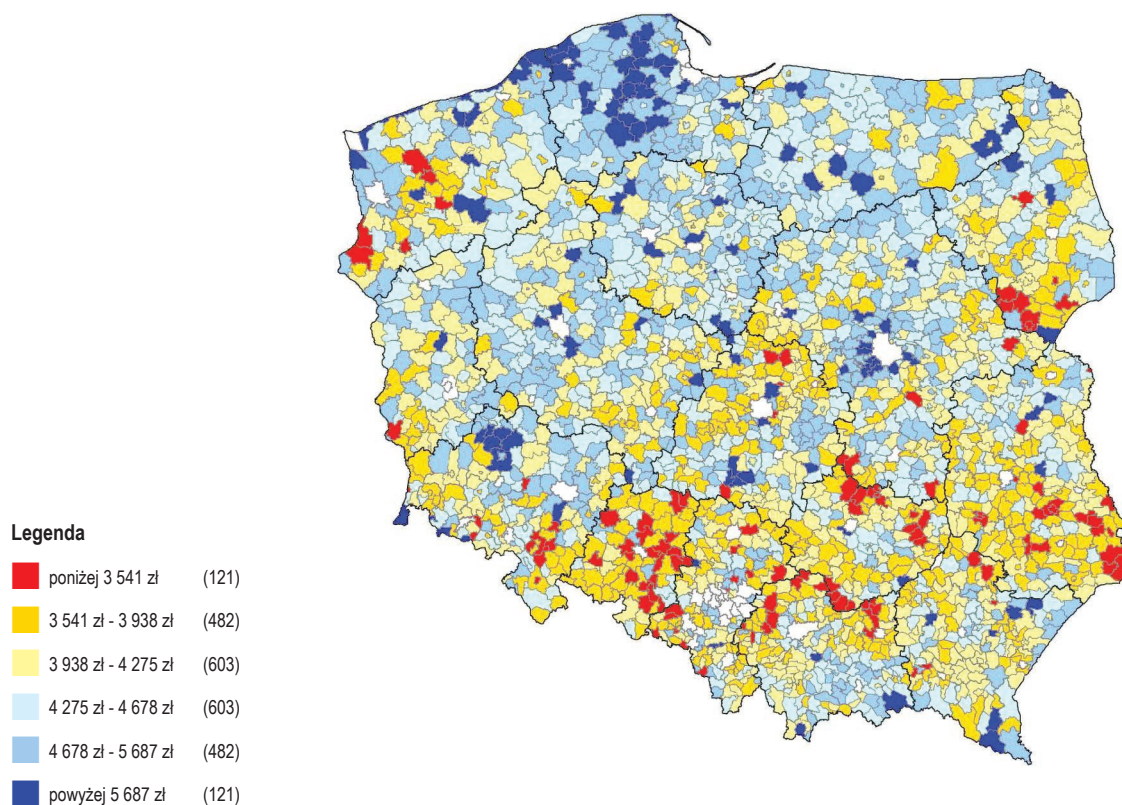 Legenda
poniżej 3 541 zł (121)
3 541 zł - 3 938 zł (482)
3 938 zł - 4 275 zł (603)
4 275 zł - 4 678 zł (603)
4 678 zł - 5 687 zł (482)
powyżej 5 687 zł (121)